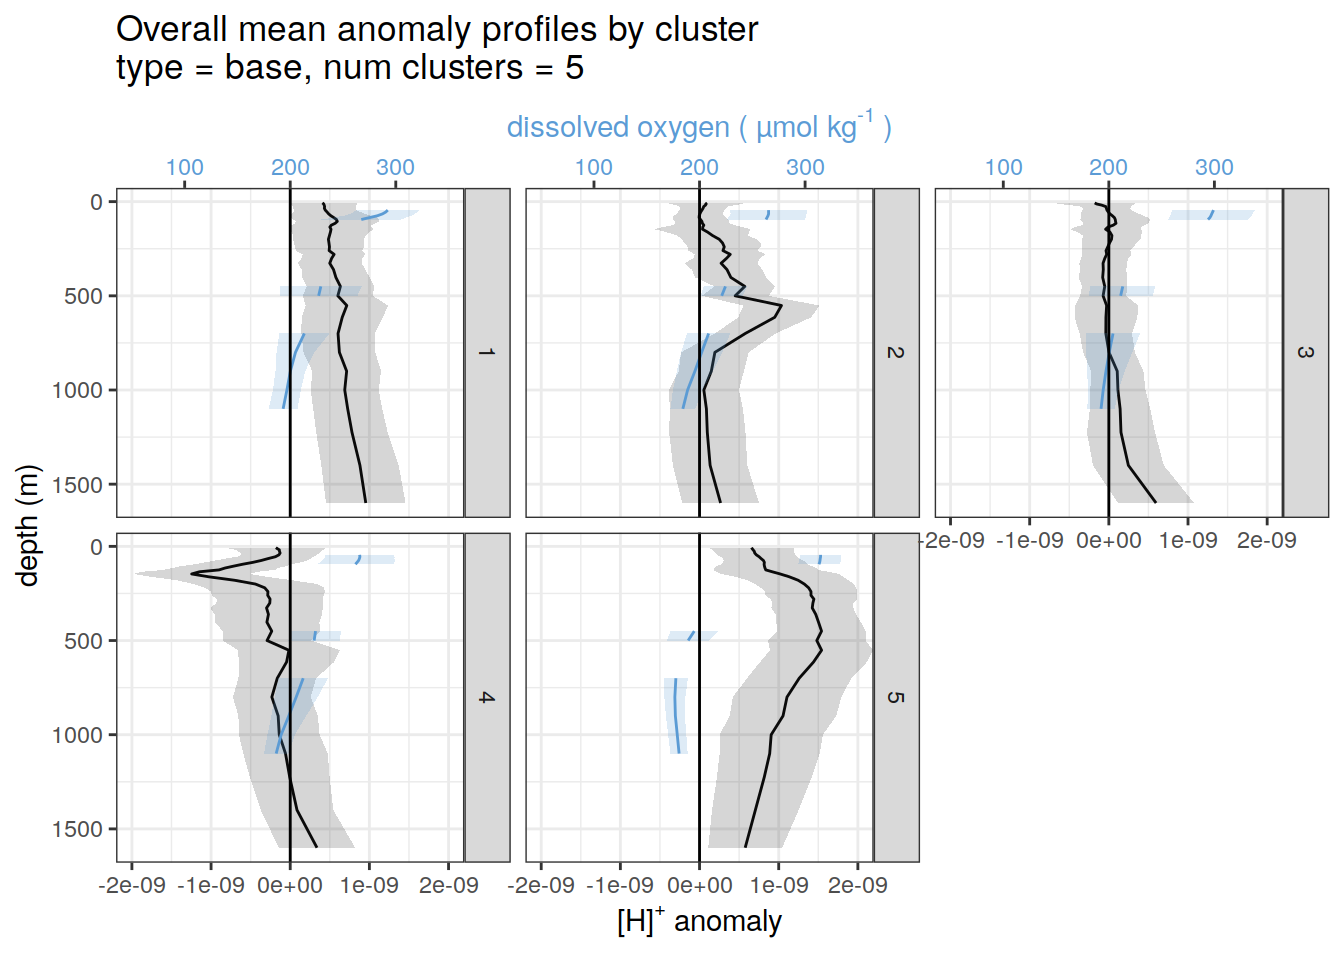 Overall mean anomaly profiles by cluster
type = base, num clusters = 5
dissolved oxygen ( µmol kg⁻¹ )
100 200 300 100 200 300 100 200 300
0
500
1000
1500
1
2
3
-2e-09 -1e-09 0e+00 1e-09 2e-09
depth (m)
0
500
1000
1500
4
5
-2e-09 -1e-09 0e+00 1e-09 2e-09 -2e-09 -1e-09 0e+00 1e-09 2e-09
[H]⁺ anomaly